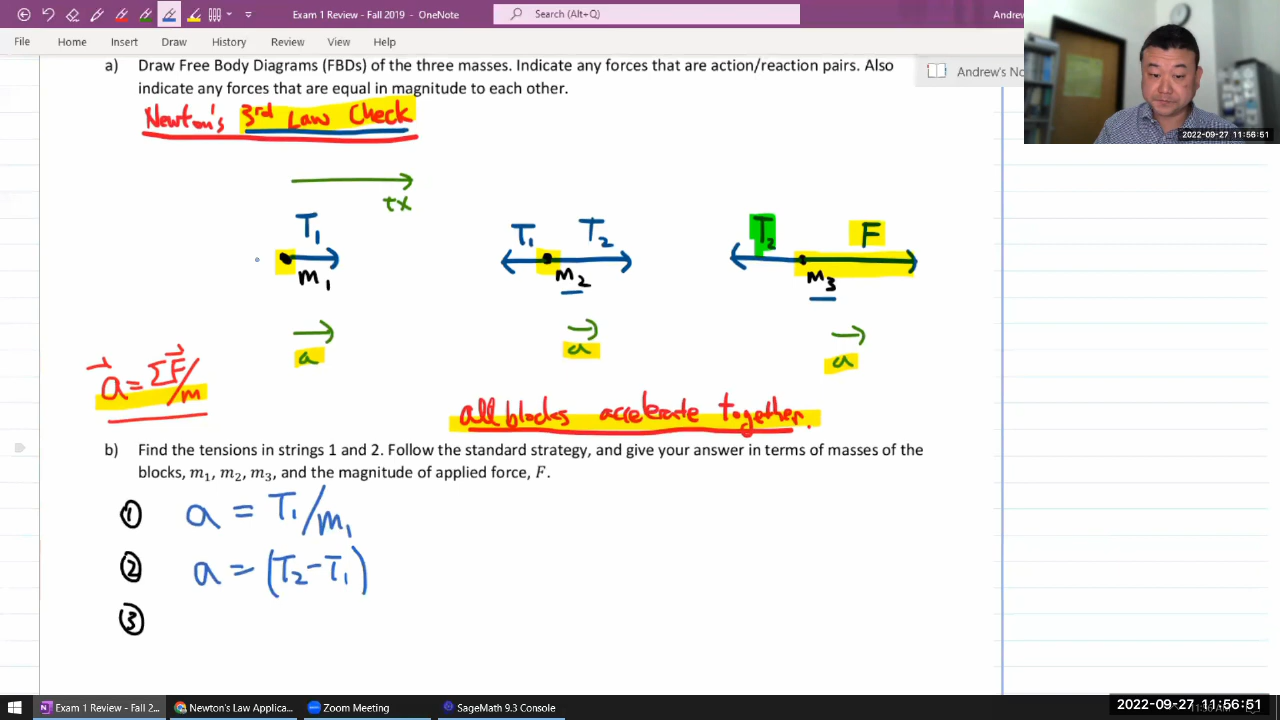 Exam 1 Review - Fall 2019 - OneNote
Search (Alt+Q)
Andrew
File Home Insert Draw History Review View Help
Andrew's No
2022-09-27 11:56:51
a) Draw Free Body Diagrams (FBDs) of the three masses. Indicate any forces that are action/reaction pairs. Also
indicate any forces that are equal in magnitude to each other.
Newton's 3rd Law Check
+x
T₁ T₁ T₂ T₂ F
m₁ m₂ m₃
a a a
a⃗ = ΣF⃗/m
all blocks accelerate together.
b) Find the tensions in strings 1 and 2. Follow the standard strategy, and give your answer in terms of masses of the
blocks, m₁, m₂, m₃, and the magnitude of applied force, F.
① a = T₁/m₁
② a = (T₂-T₁)
③
Exam 1 Review - Fall 2...
Newton's Law Applica...
Zoom Meeting
SageMath 9.3 Console
2022-09-27 11:56:51